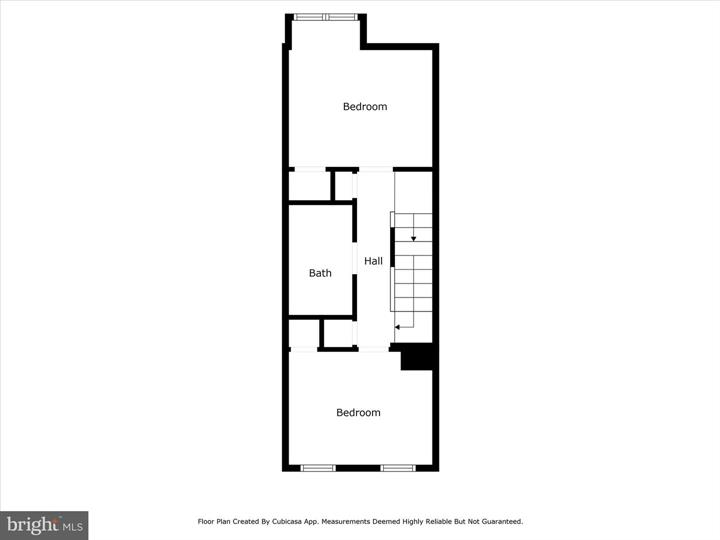 Bedroom
Hall
Bath
Bedroom
Floor Plan Created By Cubicasa App. Measurements Deemed Highly Reliable But Not Guaranteed.
bright MLS